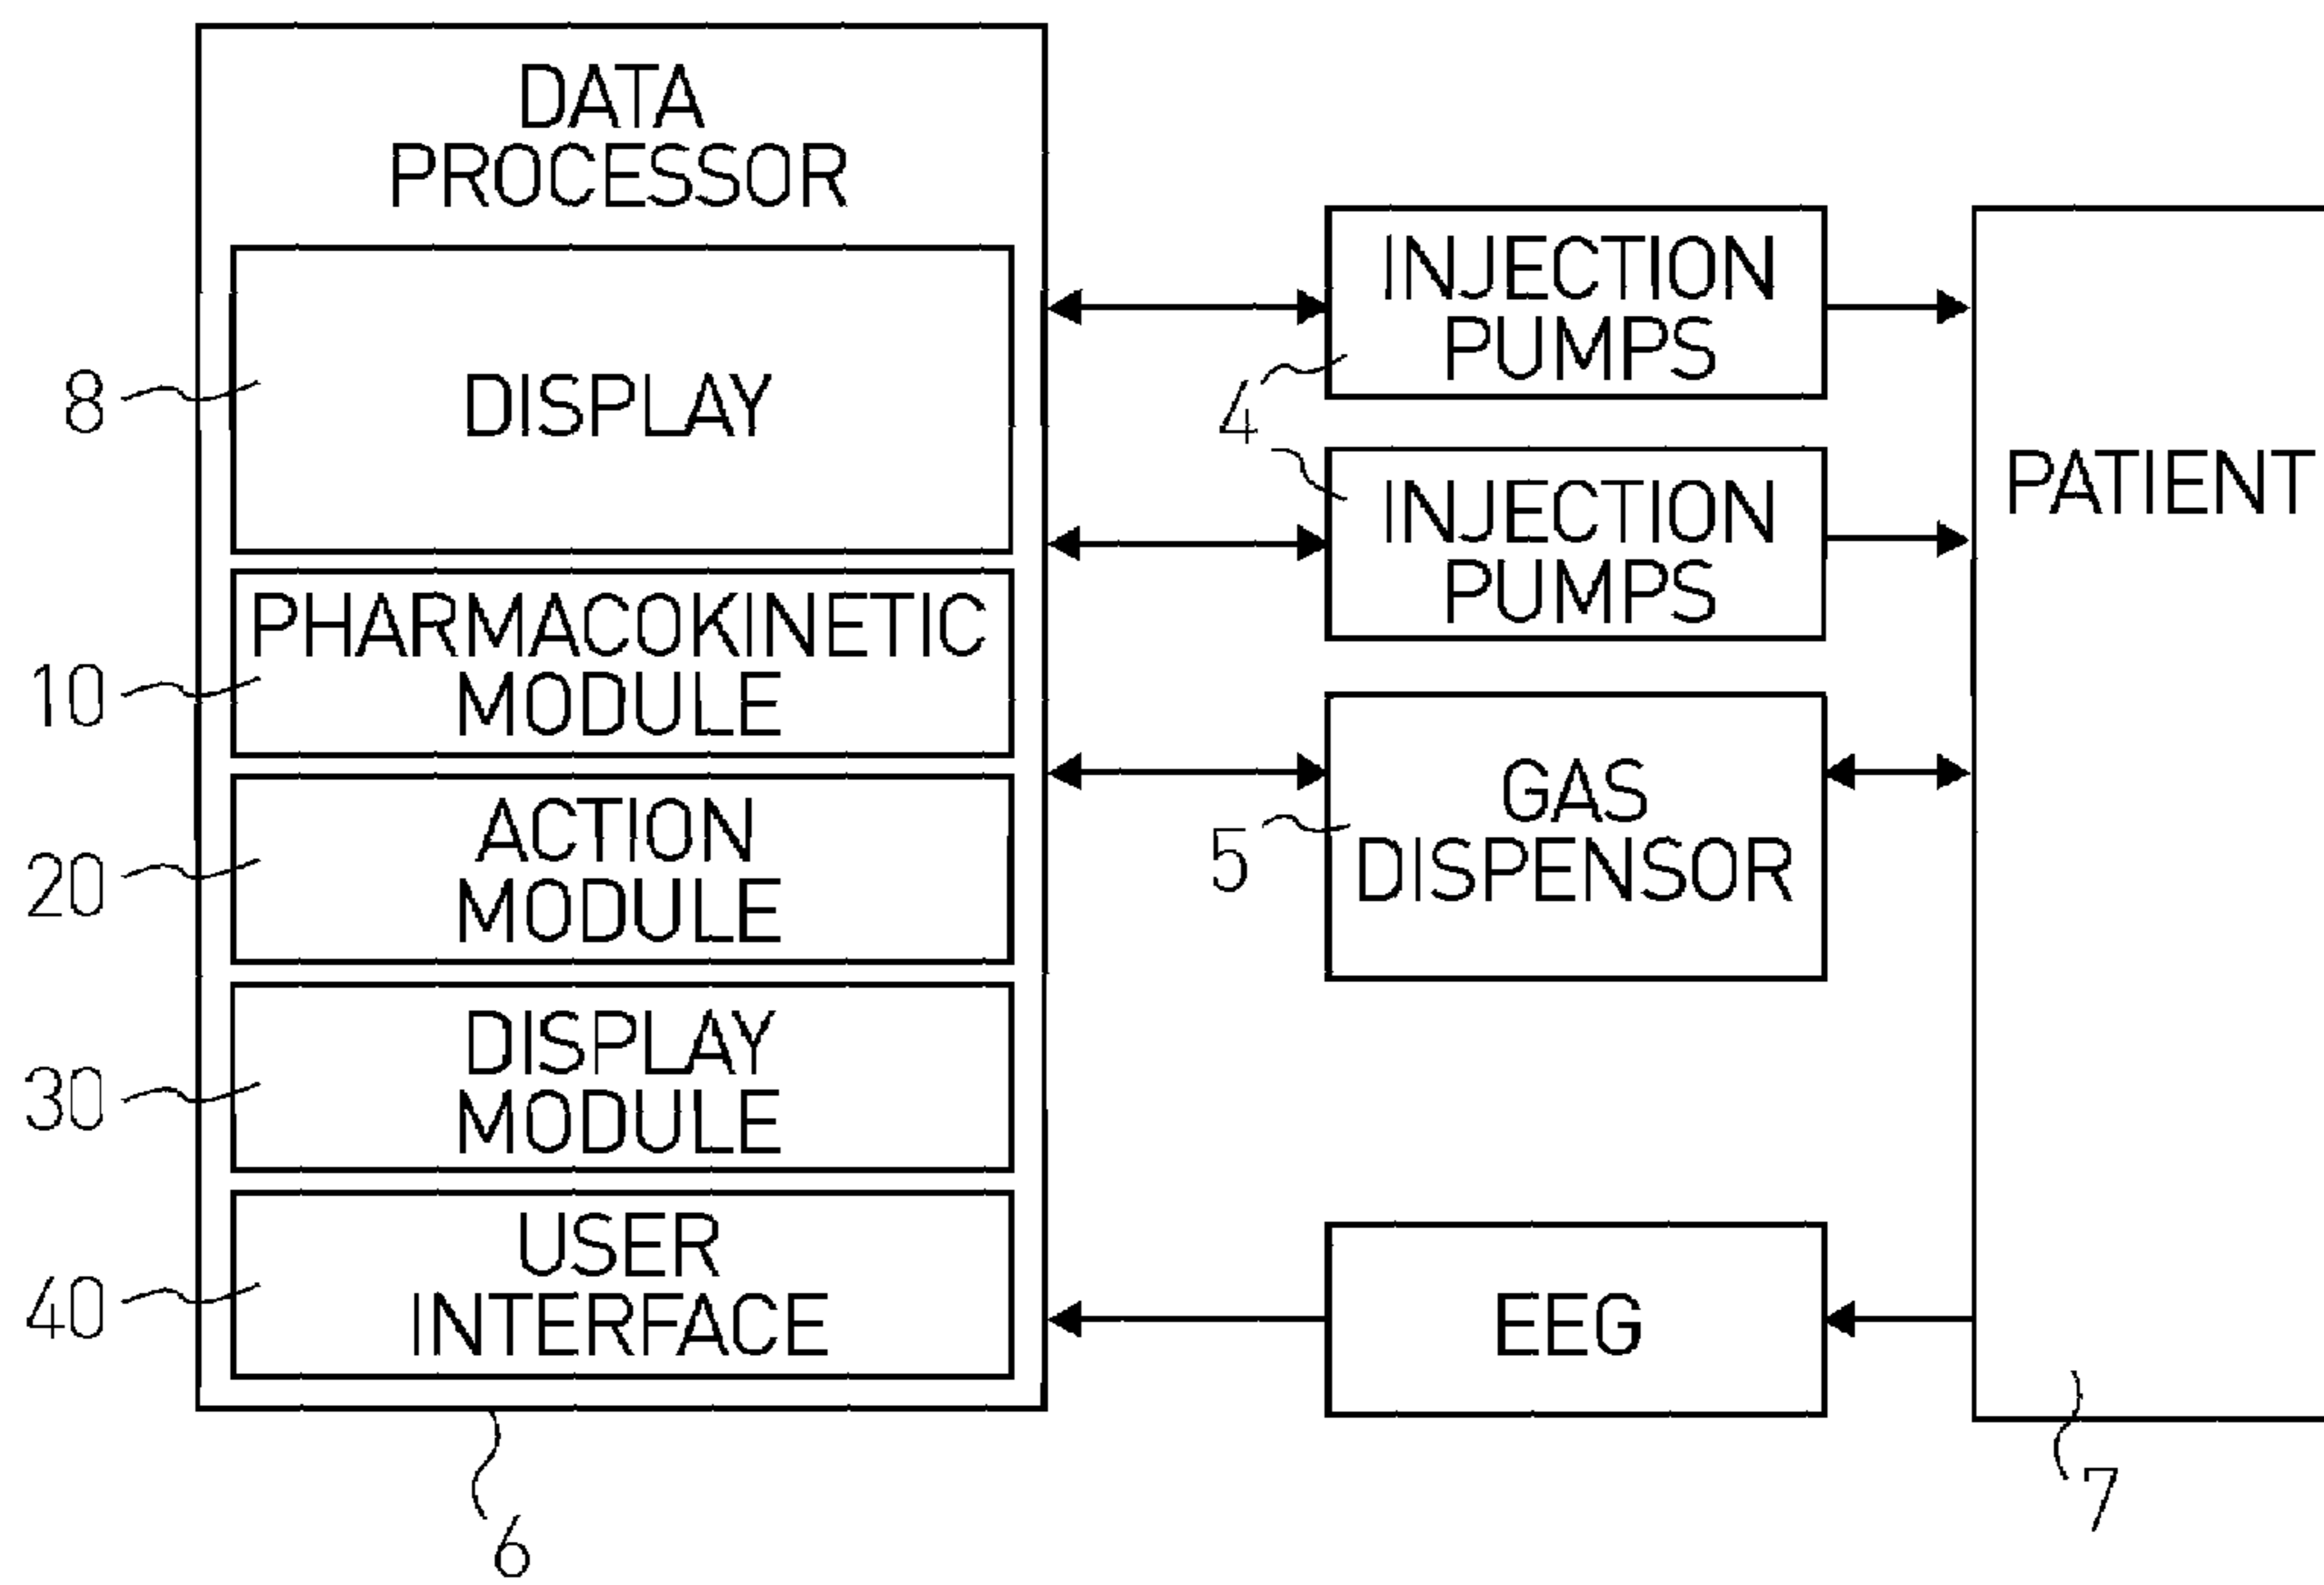 DATA
PROCESSOR
8
DISPLAY
10
PHARMACOKINETIC
MODULE
20
ACTION
MODULE
30
DISPLAY
MODULE
40
USER
INTERFACE
6
INJECTION
PUMPS
4
INJECTION
PUMPS
5
GAS
DISPENSOR
EEG
PATIENT
7